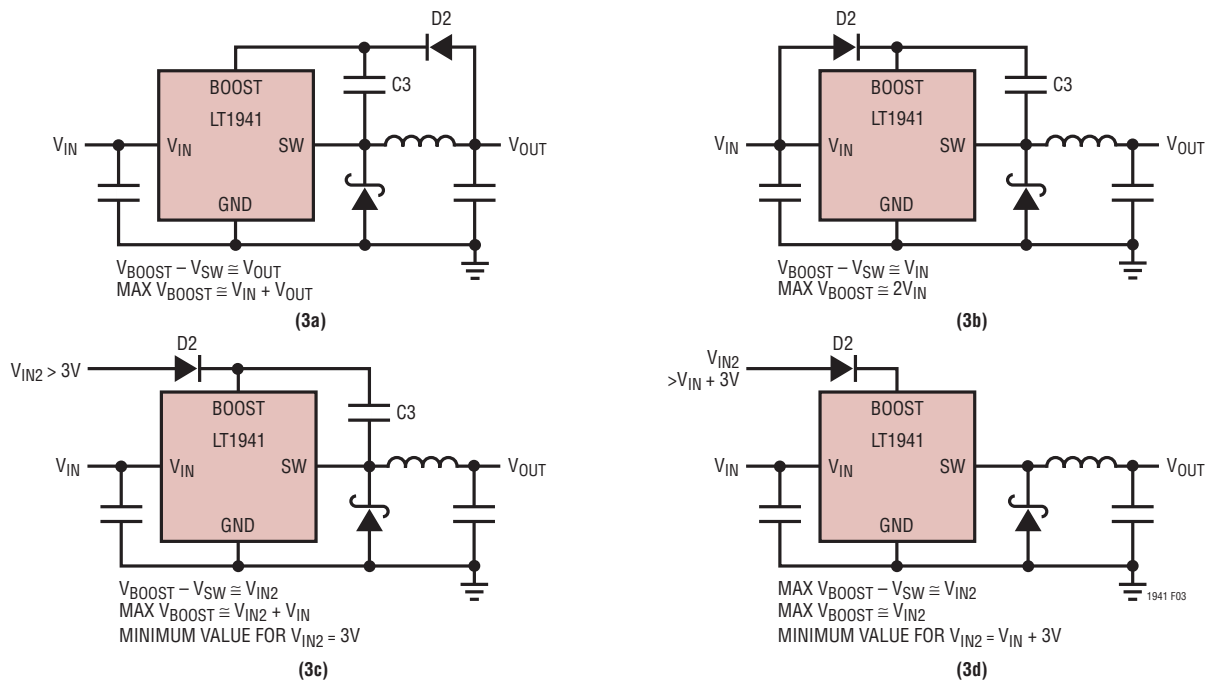 D2
BOOST
C3
LT1941
V_IN
V_IN
SW
V_OUT
GND
V_BOOST – V_SW ≅ V_OUT
MAX V_BOOST ≅ V_IN + V_OUT
(3a)
D2
BOOST
C3
LT1941
V_IN
V_IN
SW
V_OUT
GND
V_BOOST – V_SW ≅ V_IN
MAX V_BOOST ≅ 2V_IN
(3b)
D2
V_IN2 > 3V
BOOST
C3
LT1941
V_IN
V_IN
SW
V_OUT
GND
V_BOOST – V_SW ≅ V_IN2
MAX V_BOOST ≅ V_IN2 + V_IN
MINIMUM VALUE FOR V_IN2 = 3V
(3c)
D2
V_IN2
>V_IN + 3V
BOOST
LT1941
V_IN
V_IN
SW
V_OUT
GND
MAX V_BOOST – V_SW ≅ V_IN2
MAX V_BOOST ≅ V_IN2
MINIMUM VALUE FOR V_IN2 = V_IN + 3V
1941 F03
(3d)